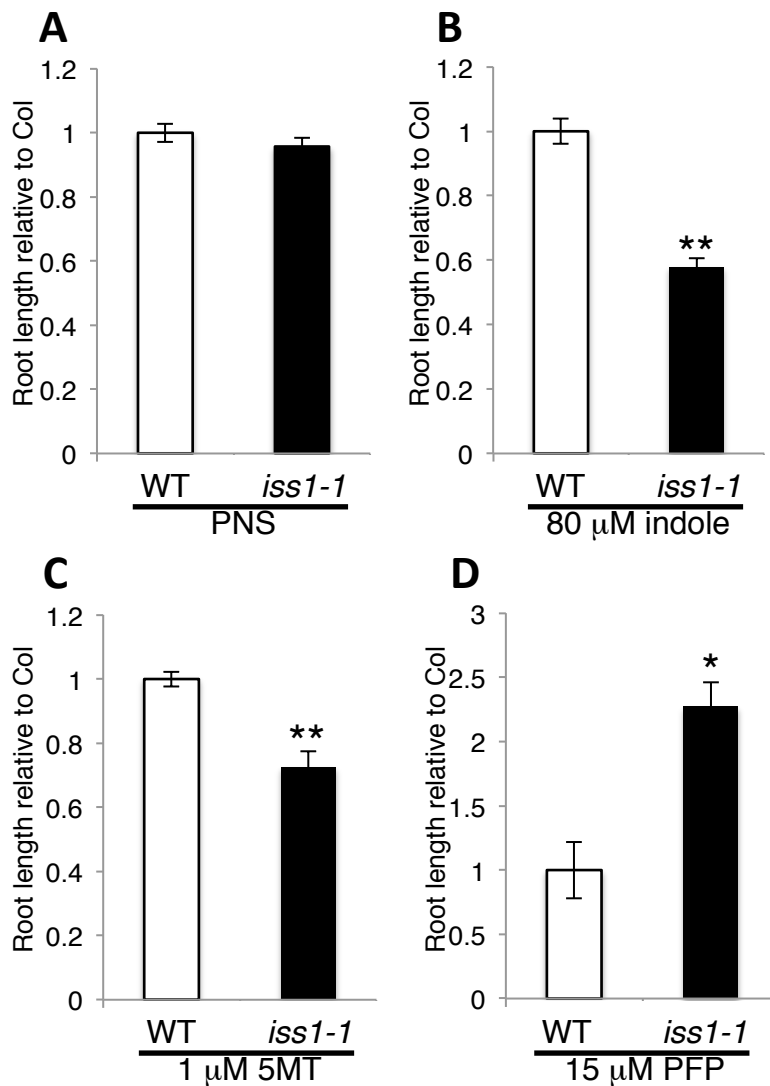 A
Root length relative to Col
1.2
1
0.8
0.6
0.4
0.2
0
WT iss1-1
PNS
B
Root length relative to Col
1.2
1
0.8
0.6
0.4
0.2
0
**
WT iss1-1
80 μM indole
C
Root length relative to Col
1.2
1
0.8
0.6
0.4
0.2
0
**
WT iss1-1
1 μM 5MT
D
Root length relative to Col
3
2.5
2
1.5
1
0.5
0
*
WT iss1-1
15 μM PFP